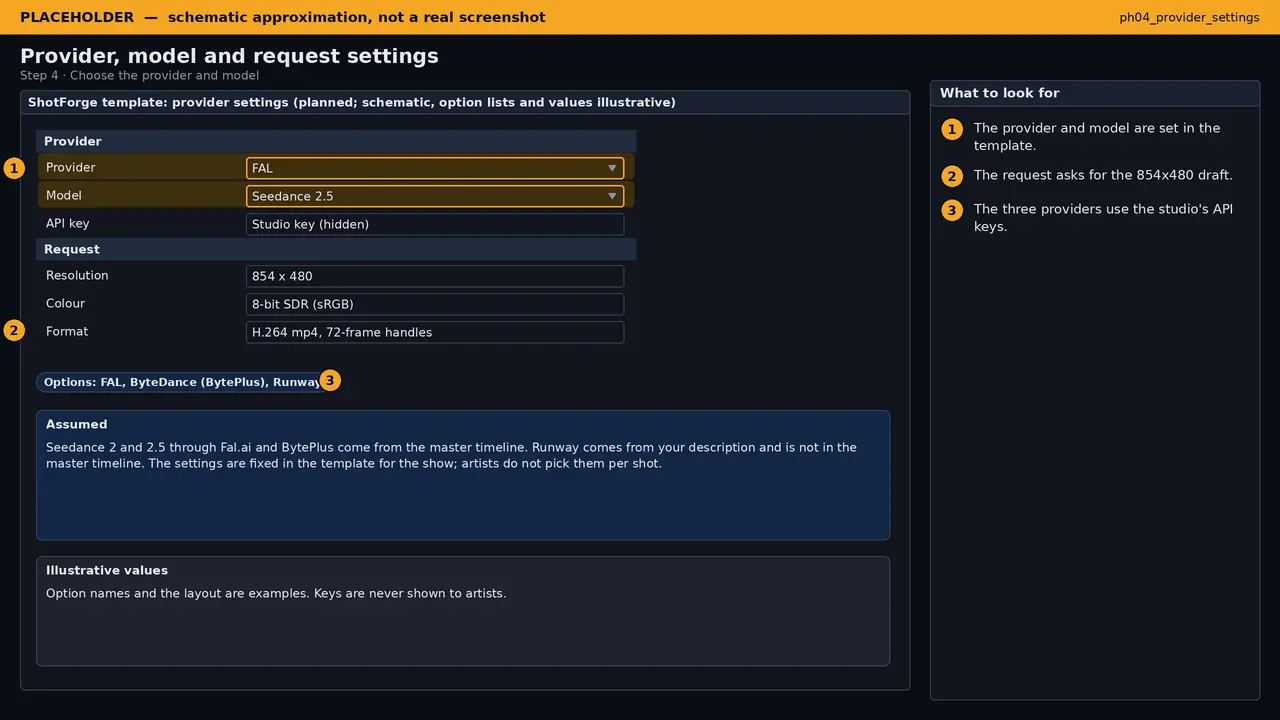 PLACEHOLDER — schematic approximation, not a real screenshot
ph04_provider_settings
Provider, model and request settings
Step 4 · Choose the provider and model
ShotForge template: provider settings (planned; schematic, option lists and values illustrative)
Provider
1
Provider
FAL
Model
Seedance 2.5
API key
Studio key (hidden)
Request
Resolution
854 x 480
Colour
8-bit SDR (sRGB)
2
Format
H.264 mp4, 72-frame handles
Options: FAL, ByteDance (BytePlus), Runway
3
Assumed
Seedance 2 and 2.5 through Fal.ai and BytePlus come from the master timeline. Runway comes from your description and is not in the
master timeline. The settings are fixed in the template for the show; artists do not pick them per shot.
Illustrative values
Option names and the layout are examples. Keys are never shown to artists.
What to look for
1
The provider and model are set in the
template.
2
The request asks for the 854x480 draft.
3
The three providers use the studio's API
keys.